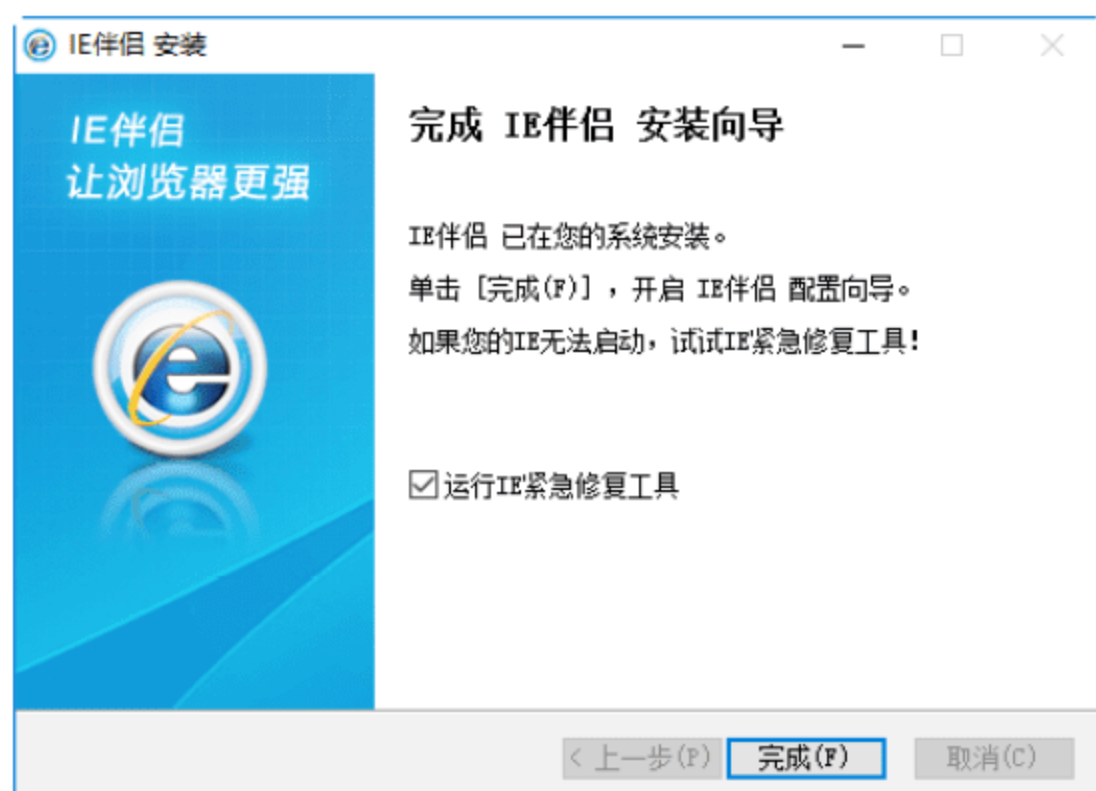 IE伴侣 安装
IE伴侣
让浏览器更强
完成 IE伴侣 安装向导
IE伴侣 已在您的系统安装。
单击 [完成(F)] ，开启 IE伴侣 配置向导。
如果您的IE无法启动，试试IE紧急修复工具！
运行IE紧急修复工具
< 上一步(P)
完成(F)
取消(C)